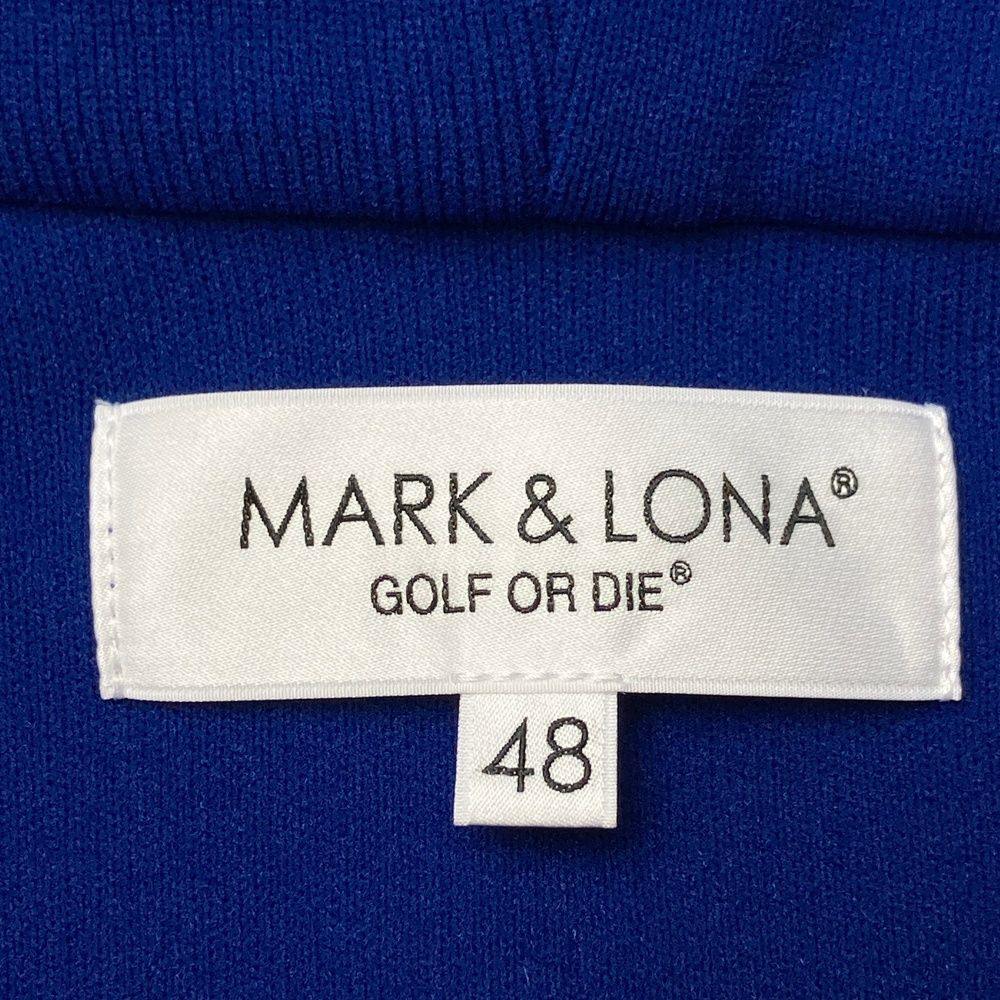 MARK & LONA®
GOLF OR DIE®
48